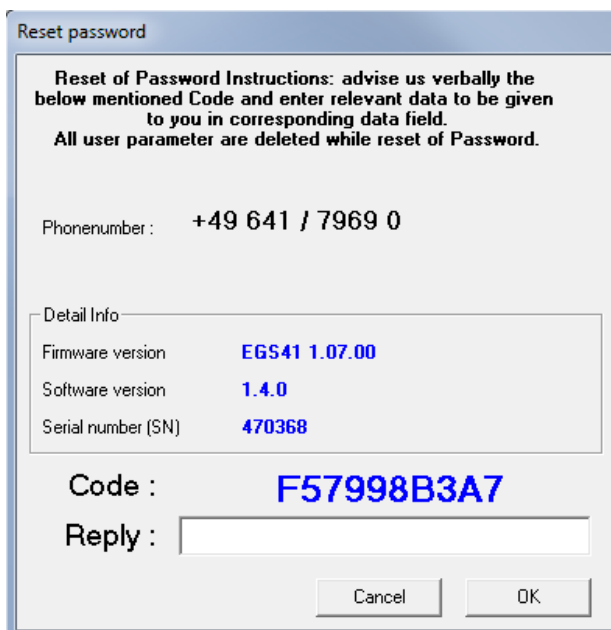 Reset password
Reset of Password Instructions: advise us verbally the
below mentioned Code and enter relevant data to be given
to you in corresponding data field.
All user parameter are deleted while reset of Password.
Phonenumber : +49 641 / 7969 0
Detail Info
Firmware version EGS41 1.07.00
Software version 1.4.0
Serial number (SN) 470368
Code : F57998B3A7
Reply :
Cancel OK